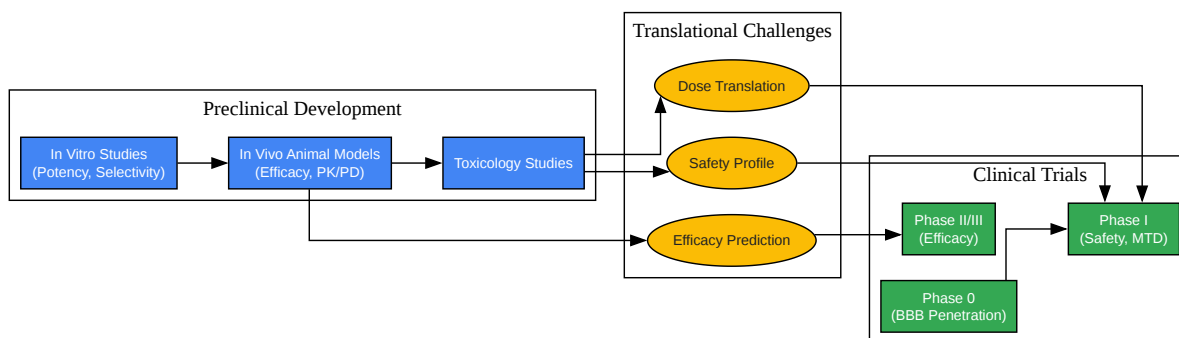 Translational Challenges
Dose Translation
Preclinical Development
In Vitro Studies
(Potency, Selectivity)
In Vivo Animal Models
(Efficacy, PK/PD)
Toxicology Studies
Safety Profile
Clinical Trials
Efficacy Prediction
Phase II/III
(Efficacy)
Phase I
(Safety, MTD)
Phase 0
(BBB Penetration)